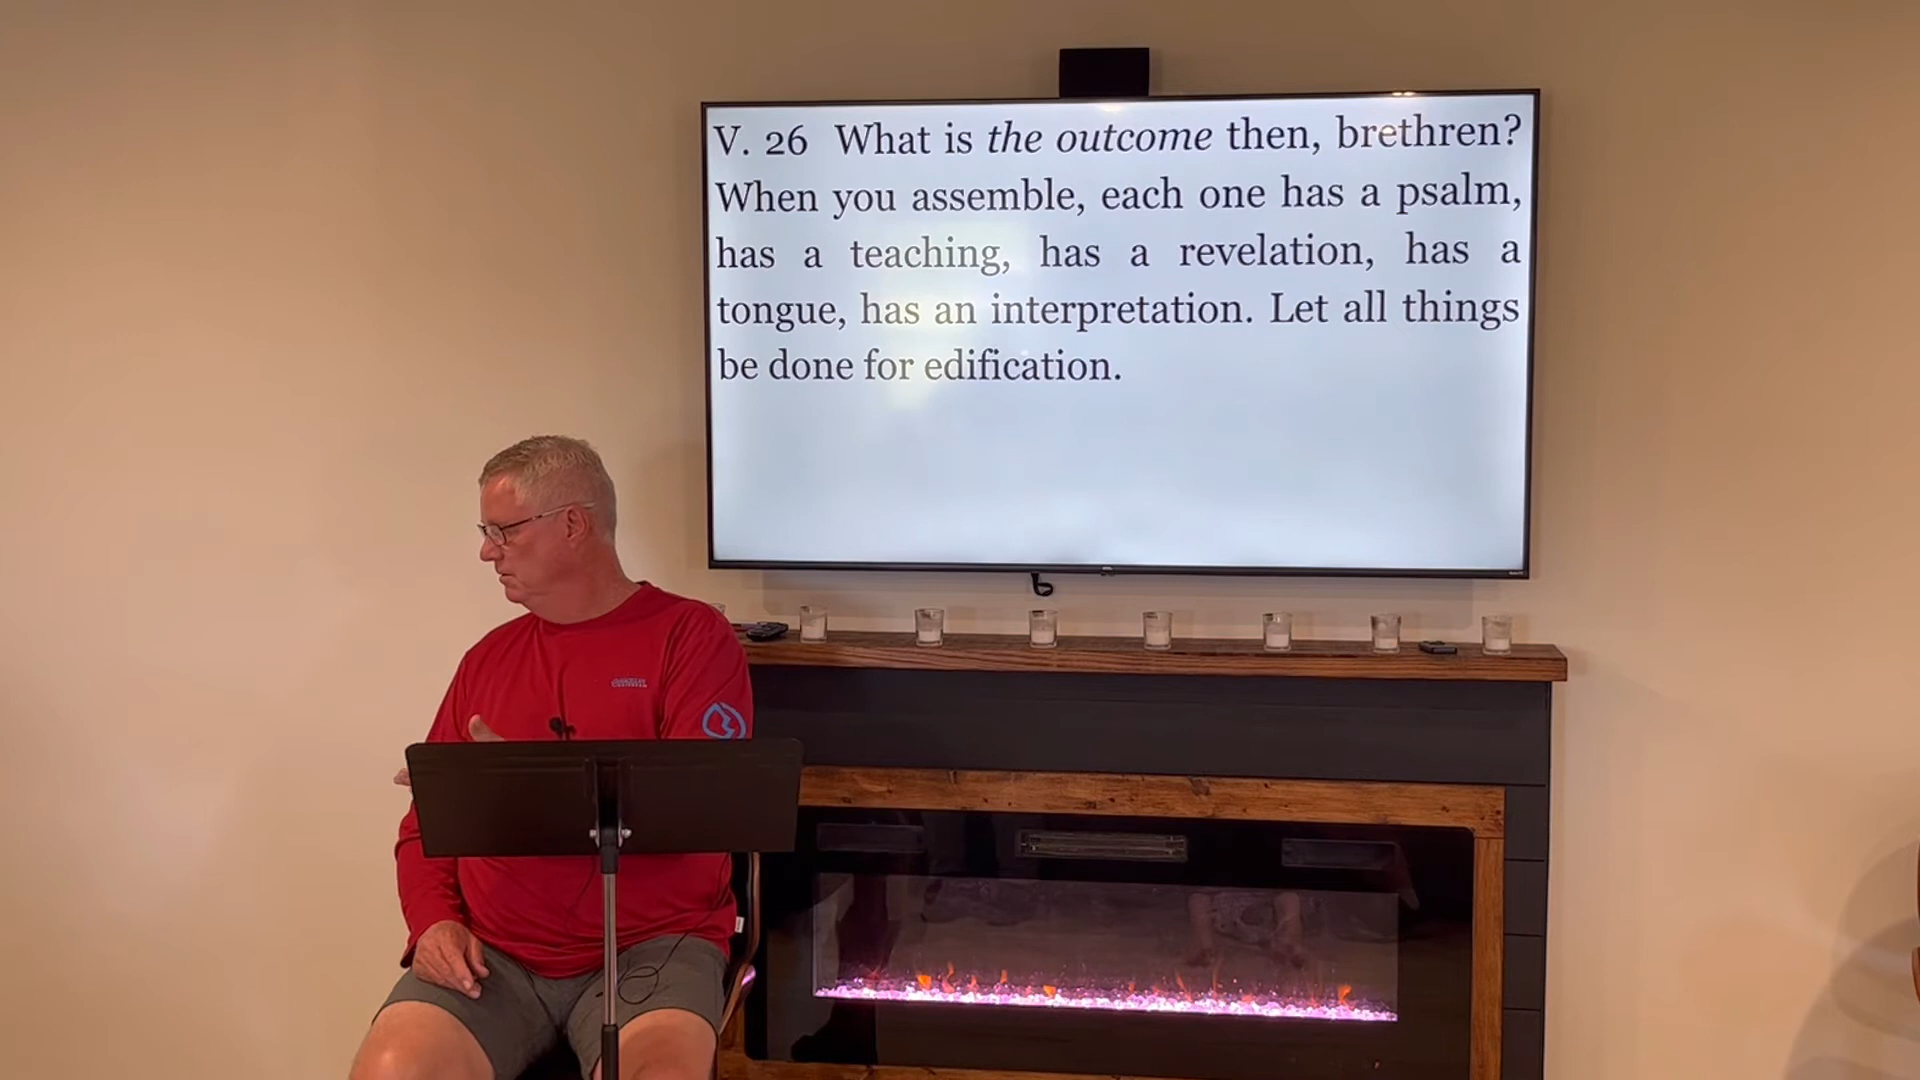 V. 26 What is the outcome then, brethren?
When you assemble, each one has a psalm,
has a teaching, has a revelation, has a
tongue, has an interpretation. Let all things
be done for edification.